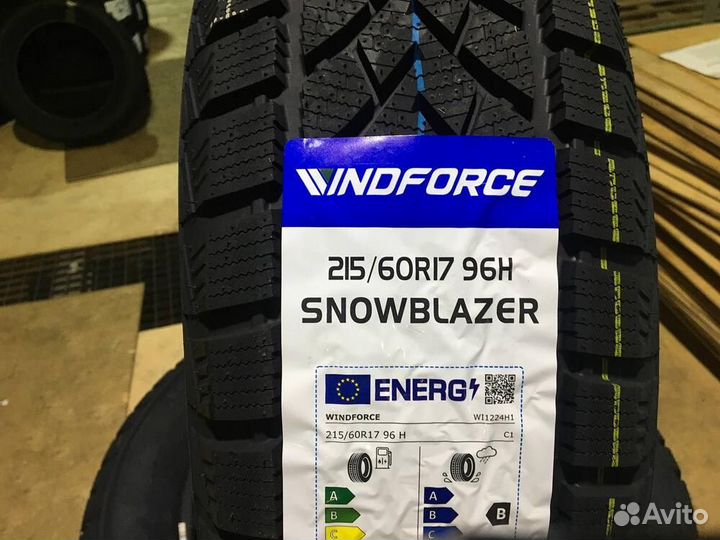 WINDFORCE
215/60R17 96H
SNOWBLAZER
ENERG
WINDFORCE WI1224H1
215/60R17 96 H C1
A A
B B B
C C
Avito